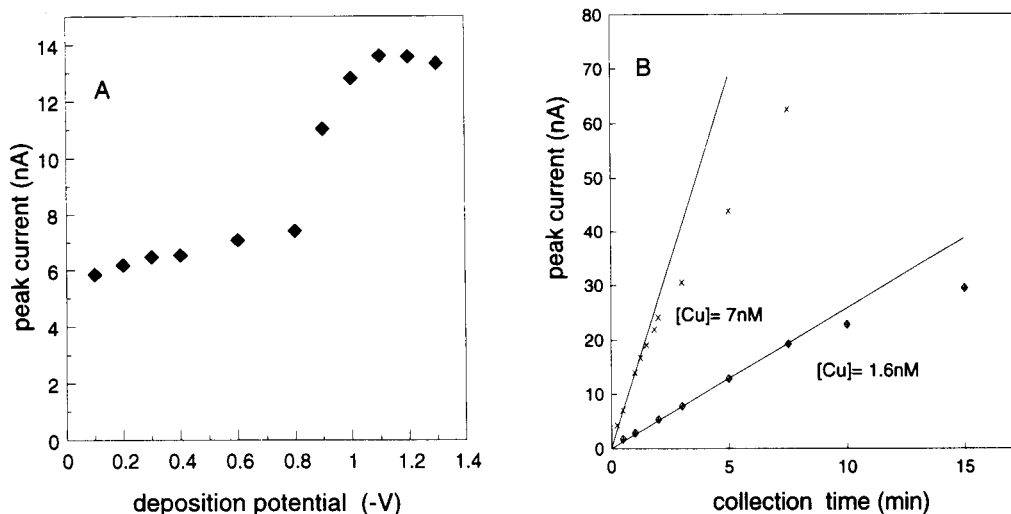 A
peak current (nA)
14
12
10
8
6
4
2
0
0 0.2 0.4 0.6 0.8 1 1.2 1.4
deposition potential (-V)
B
peak current (nA)
80
70
60
50
40
30
20
10
0
[Cu]= 7nM
[Cu]= 1.6nM
0 5 10 15
collection time (min)